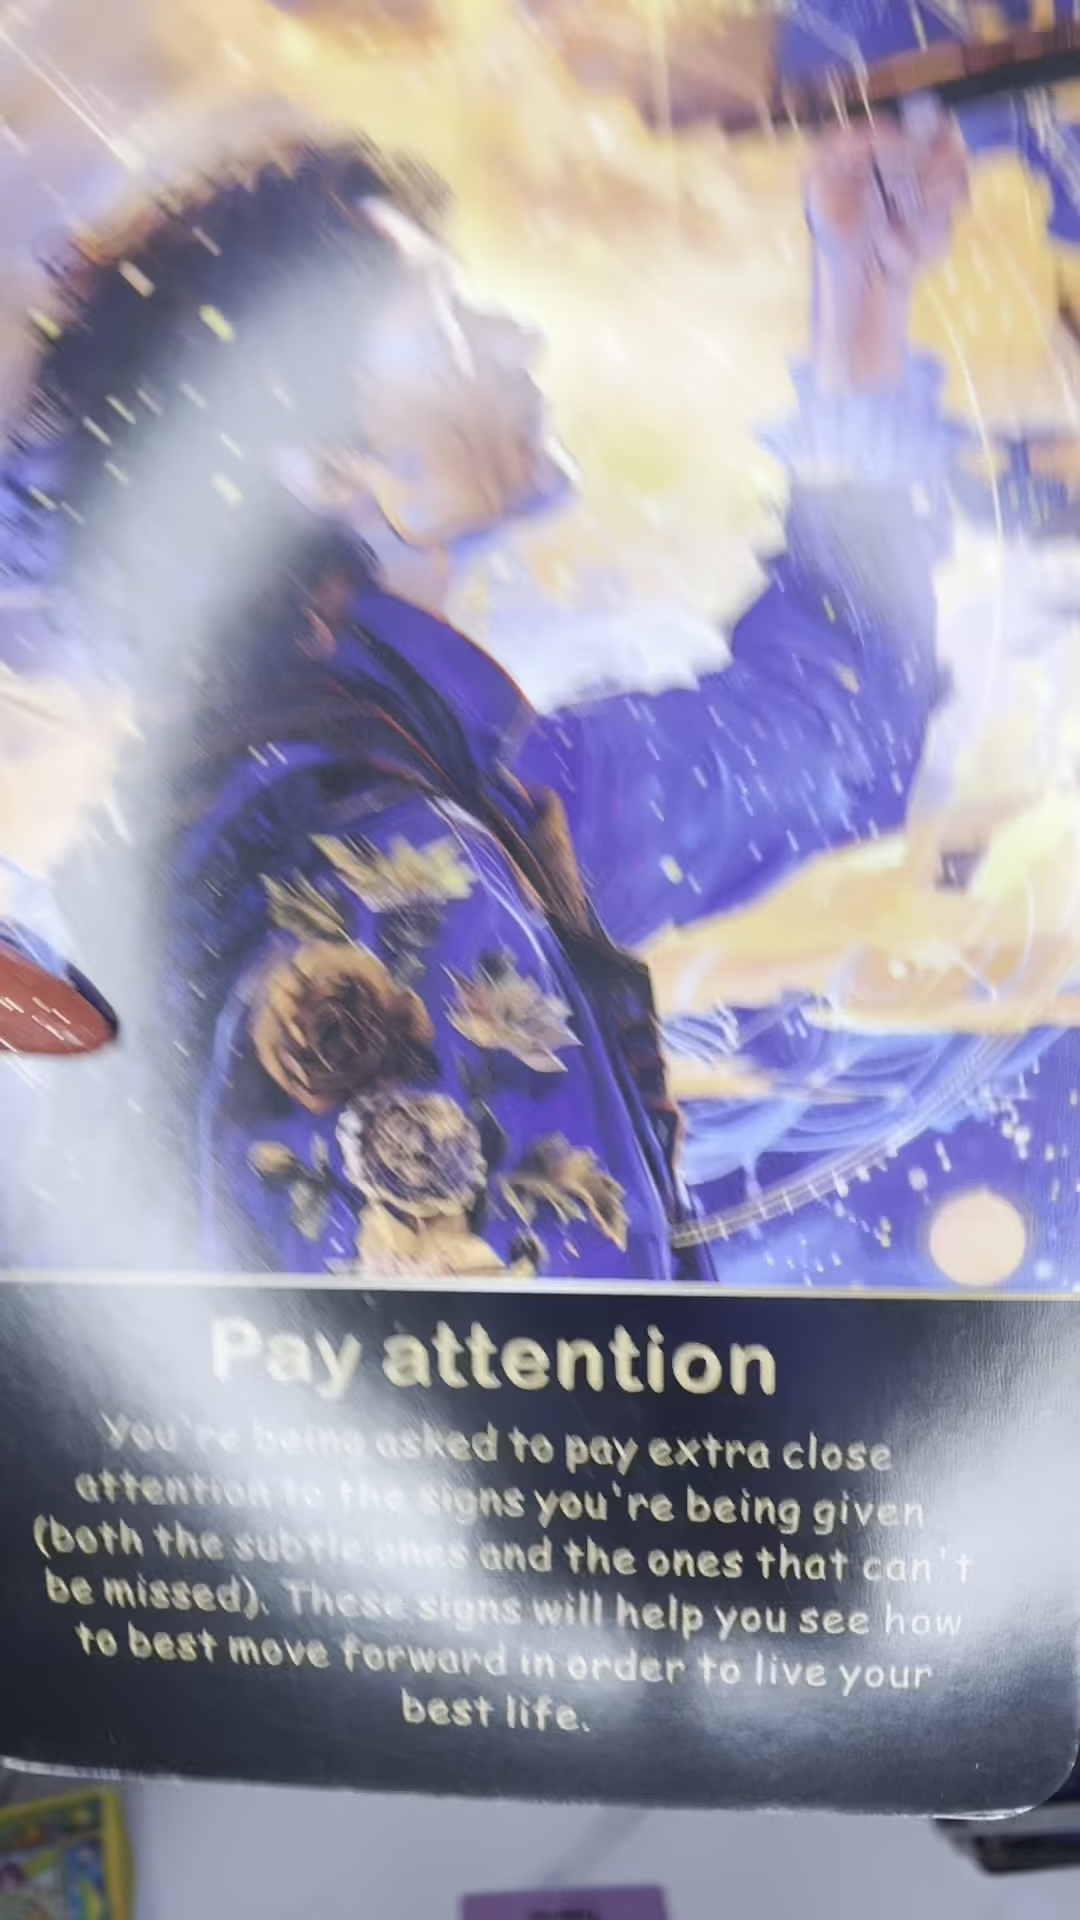 Pay attention
You're being asked to pay extra close
attention to the signs you're being given
(both the subtle ones and the ones that can't
be missed). These signs will help you see how
to best move forward in order to live your
best life.